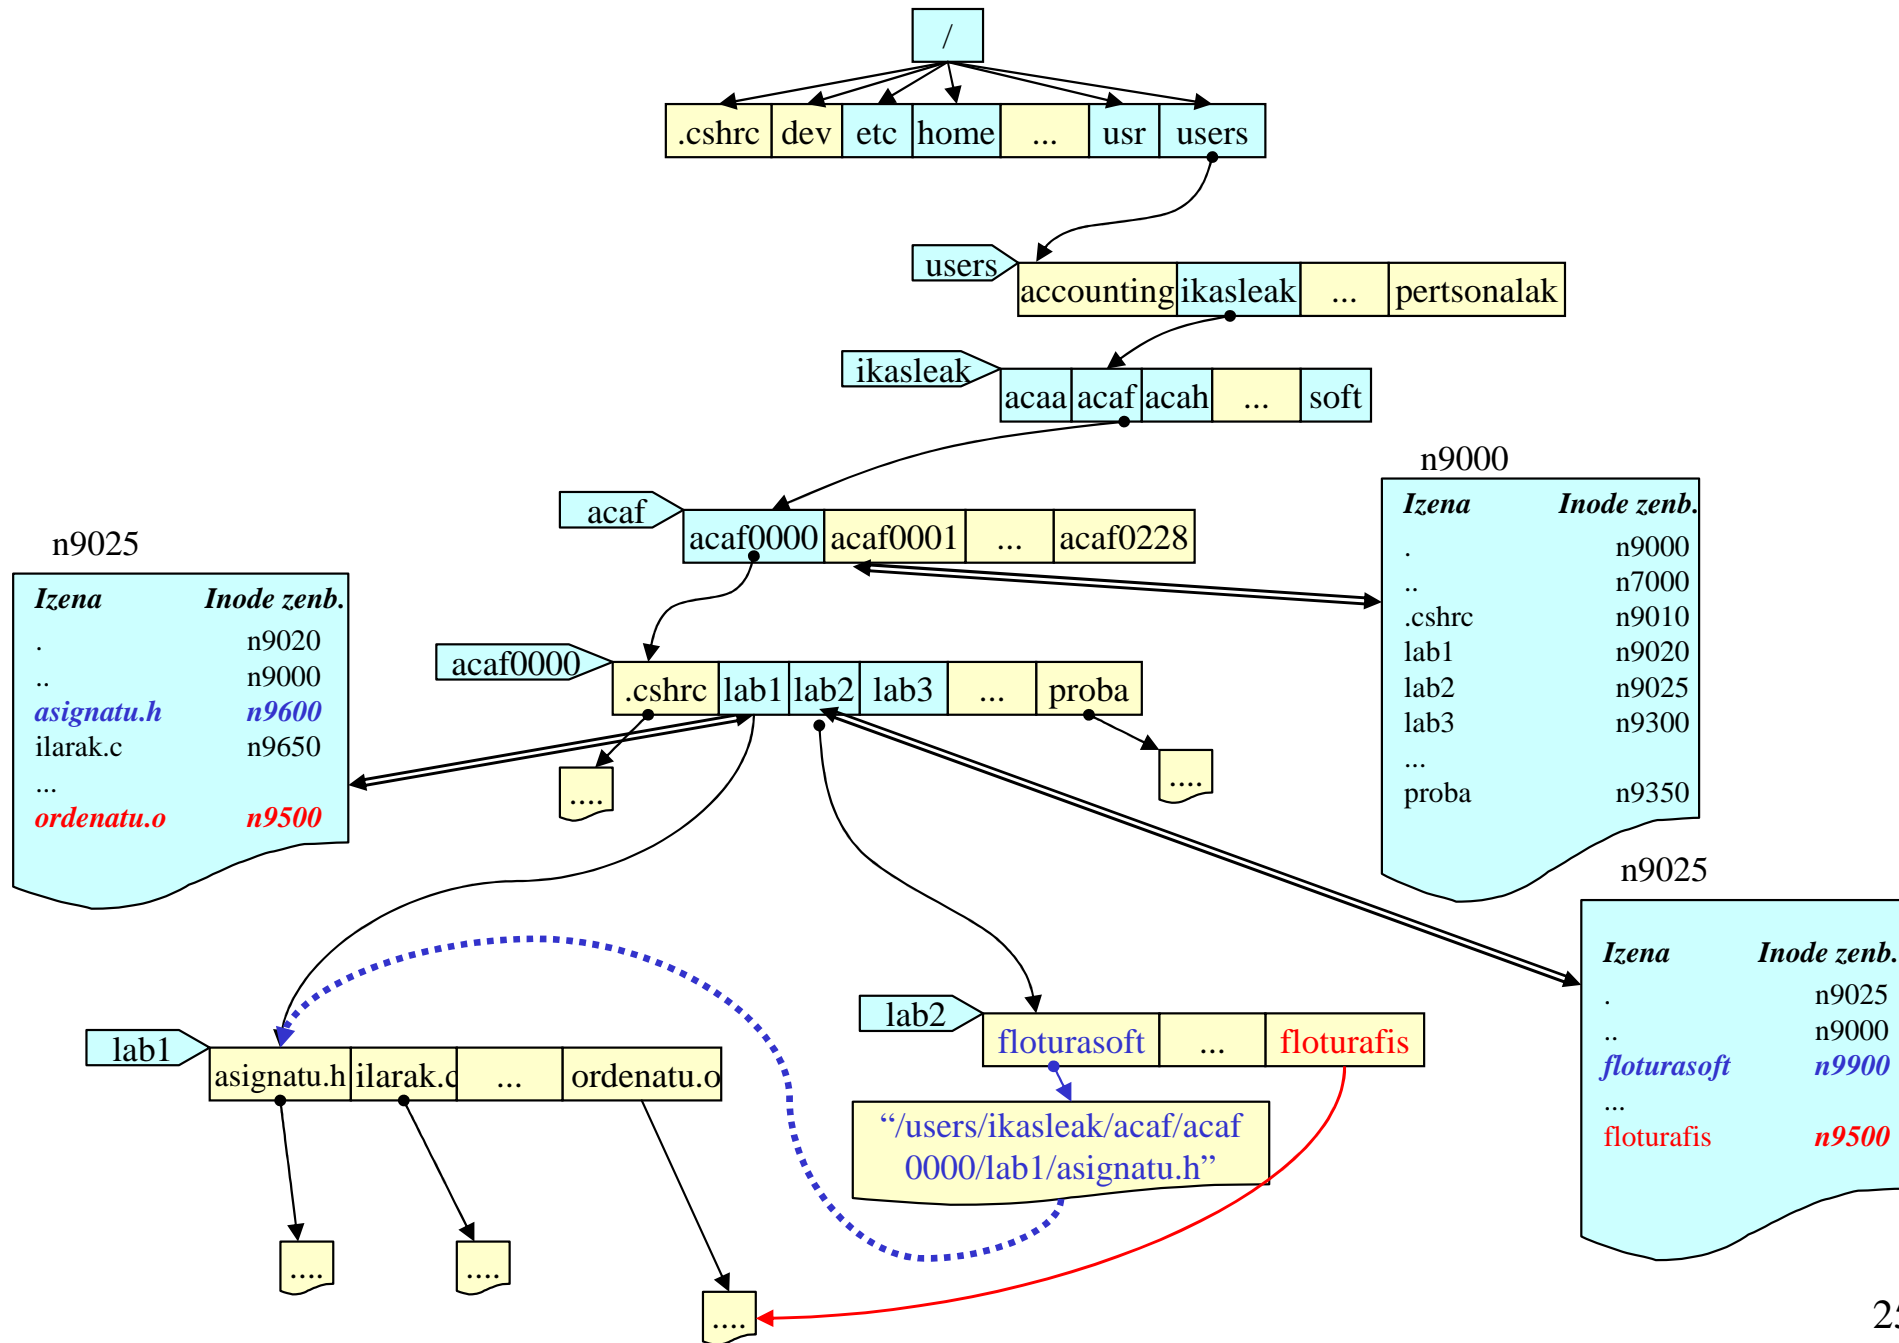 /
.cshrc dev etc home ... usr users
users
accounting ikasleak ... pertsonalak
ikasleak
acaa acaf acah ... soft
n9000
Izena Inode zenb.
. n9000
.. n7000
.cshrc n9010
lab1 n9020
lab2 n9025
lab3 n9300
...
proba n9350
acaf
acaf0000 acaf0001 ... acaf0228
n9025
Izena Inode zenb.
. n9020
.. n9000
asignatu.h n9600
ilarak.c n9650
...
ordenatu.o n9500
acaf0000
.cshrc lab1 lab2 lab3 ... proba
....
....
n9025
Izena Inode zenb.
. n9025
.. n9000
floturasoft n9900
...
floturafis n9500
lab2
floturasoft ... floturafis
lab1
asignatu.h ilarak.c ... ordenatu.o
“/users/ikasleak/acaf/acaf
0000/lab1/asignatu.h”
....
....
....
25